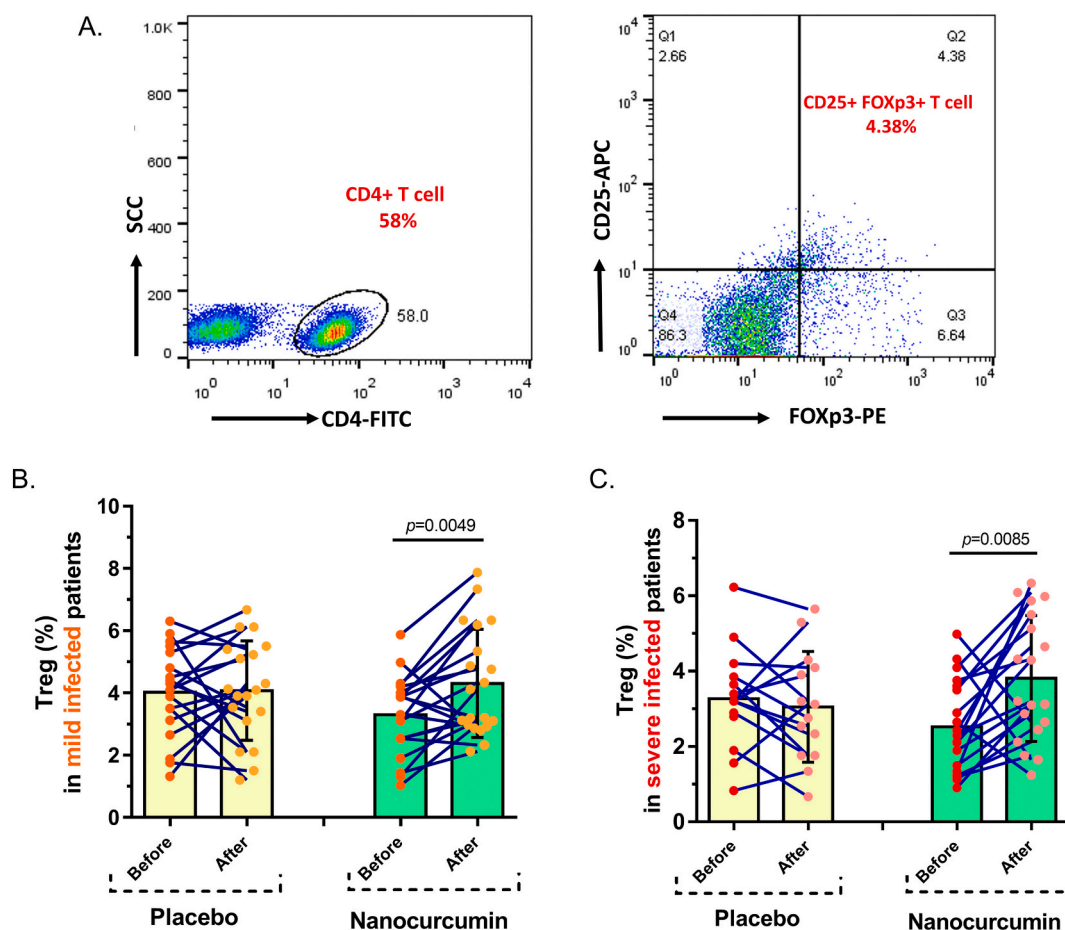 A.
1.0K
800
600
400
200
0
SCC
CD4+ T cell
58%
58.0
10^0
10^1
10^2
10^3
10^4
CD4-FITC
10^4
10^3
10^2
10^1
10^0
CD25-APC
Q1
2.66
Q2
4.38
CD25+ FOXp3+ T cell
4.38%
Q4
86.3
Q3
6.64
10^0
10^1
10^2
10^3
10^4
FOXp3-PE
B.
Treg (%)
in mild infected patients
10
8
6
4
2
0
p=0.0049
Before
After
Before
After
Placebo
Nanocurcumin
C.
Treg (%)
in severe infected patients
8
6
4
2
0
p=0.0085
Before
After
Before
After
Placebo
Nanocurcumin